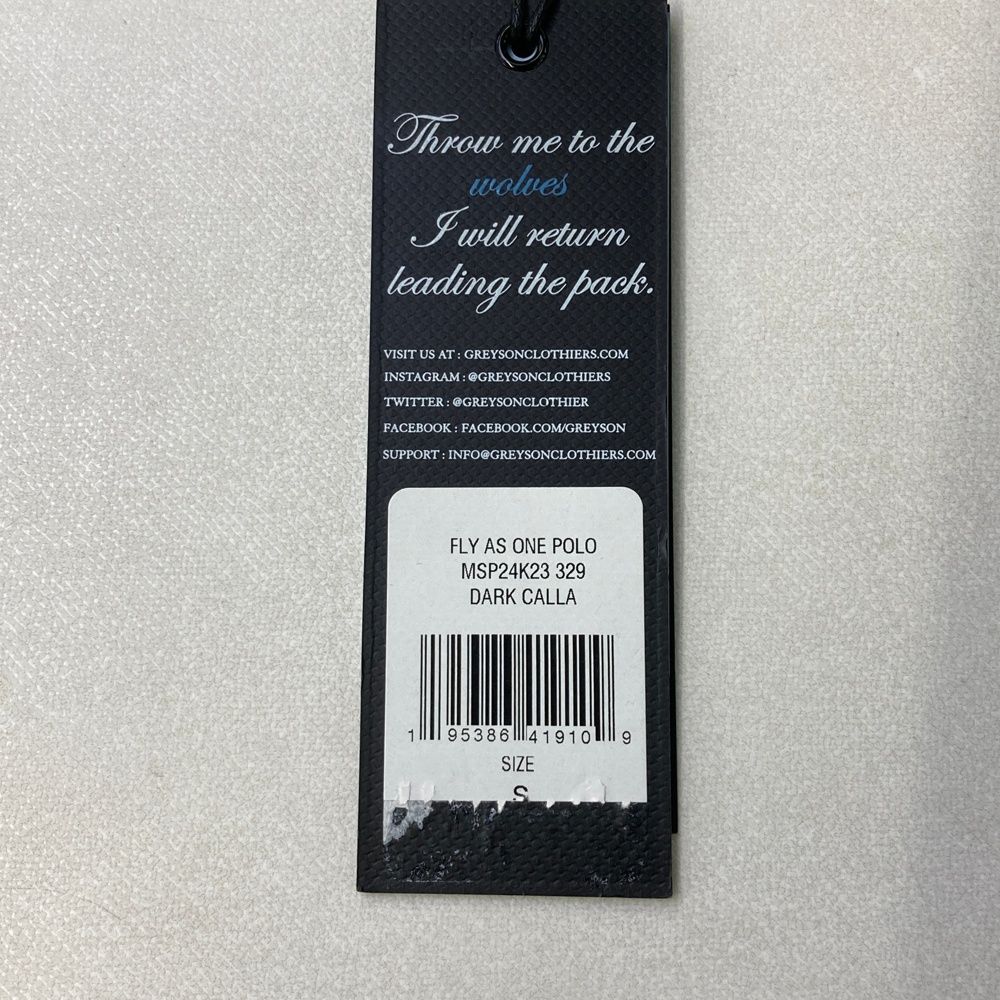 Throw me to the
wolves
I will return
leading the pack.
VISIT US AT : GREYSONCLOTHIERS.COM
INSTAGRAM : @GREYSONCLOTHIERS
TWITTER : @GREYSONCLOTHIER
FACEBOOK : FACEBOOK.COM/GREYSON
SUPPORT : INFO@GREYSONCLOTHIERS.COM
FLY AS ONE POLO
MSP24K23 329
DARK CALLA
1 95386 41910 9
SIZE
S